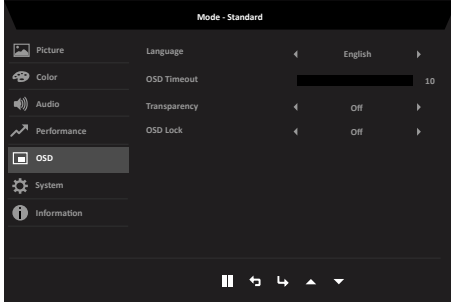 Mode - Standard
Picture
Language
English
Color
OSD Timeout
10
Audio
Transparency
Off
Performance
OSD Lock
Off
OSD
System
Information